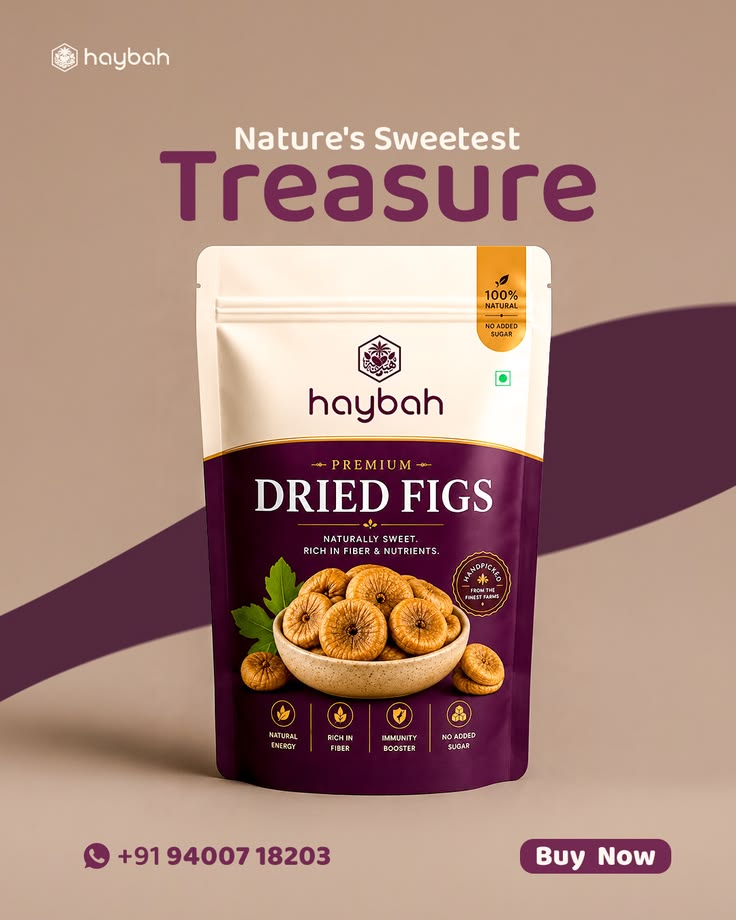 haybah
Nature's Sweetest
Treasure
100%
NATURAL
NO ADDED
SUGAR
haybah
PREMIUM
DRIED FIGS
NATURALLY SWEET.
RICH IN FIBER & NUTRIENTS.
HANDPICKED
FROM THE
FINEST FARMS
NATURAL
ENERGY
RICH IN
FIBER
IMMUNITY
BOOSTER
NO ADDED
SUGAR
+91 94007 18203
Buy Now